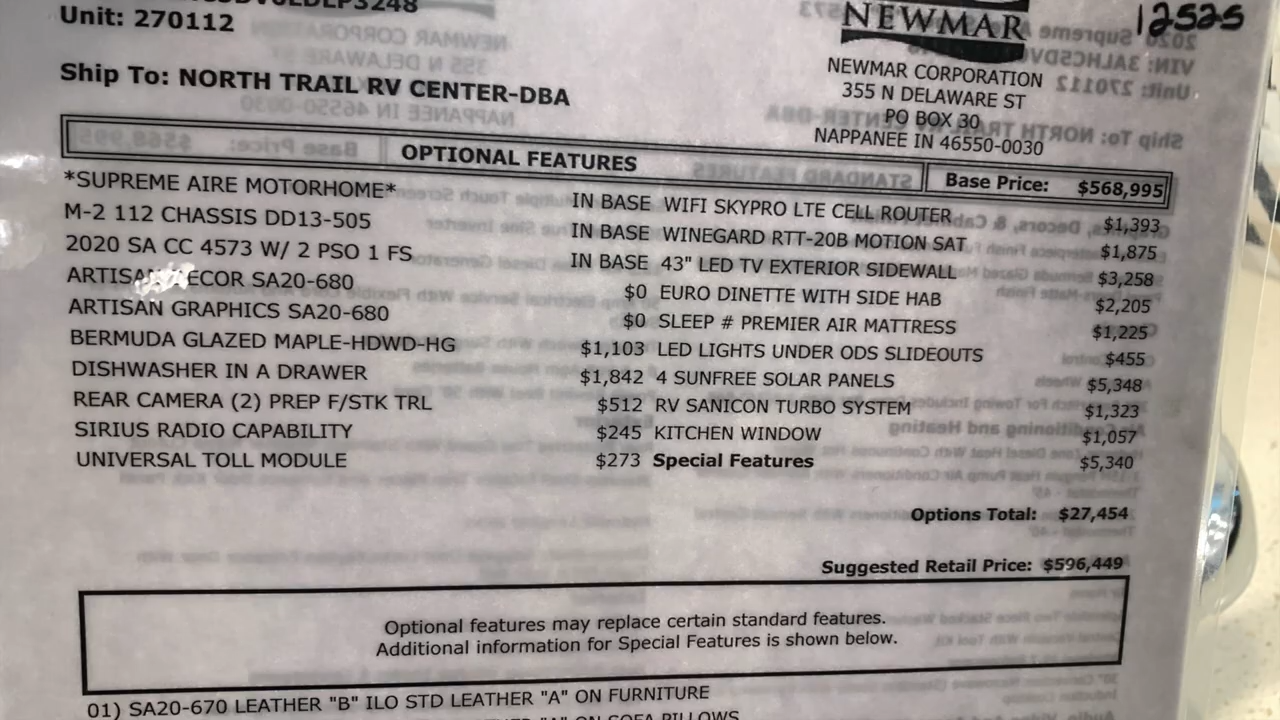 3248
Unit: 270112
Ship To: NORTH TRAIL RV CENTER-DBA
NEWMAR
12525
NEWMAR CORPORATION
355 N DELAWARE ST
PO BOX 30
NAPPANEE IN 46550-0030
OPTIONAL FEATURES
Base Price: $568,995
*SUPREME AIRE MOTORHOME* IN BASE
M-2 112 CHASSIS DD13-505 IN BASE
2020 SA CC 4573 W/ 2 PSO 1 FS IN BASE
ARTISAN DECOR SA20-680 $0
ARTISAN GRAPHICS SA20-680 $0
BERMUDA GLAZED MAPLE-HDWD-HG $1,103
DISHWASHER IN A DRAWER $1,842
REAR CAMERA (2) PREP F/STK TRL $512
SIRIUS RADIO CAPABILITY $245
UNIVERSAL TOLL MODULE $273
WIFI SKYPRO LTE CELL ROUTER $1,393
WINEGARD RTT-20B MOTION SAT $1,875
43" LED TV EXTERIOR SIDEWALL $3,258
EURO DINETTE WITH SIDE HAB $2,205
SLEEP # PREMIER AIR MATTRESS $1,225
LED LIGHTS UNDER ODS SLIDEOUTS $455
4 SUNFREE SOLAR PANELS $5,348
RV SANICON TURBO SYSTEM $1,323
KITCHEN WINDOW $1,057
Special Features $5,340
Options Total: $27,454
Suggested Retail Price: $596,449
Optional features may replace certain standard features.
Additional information for Special Features is shown below.
01) SA20-670 LEATHER "B" ILO STD LEATHER "A" ON FURNITURE
"A" ON SOFA PILLOWS